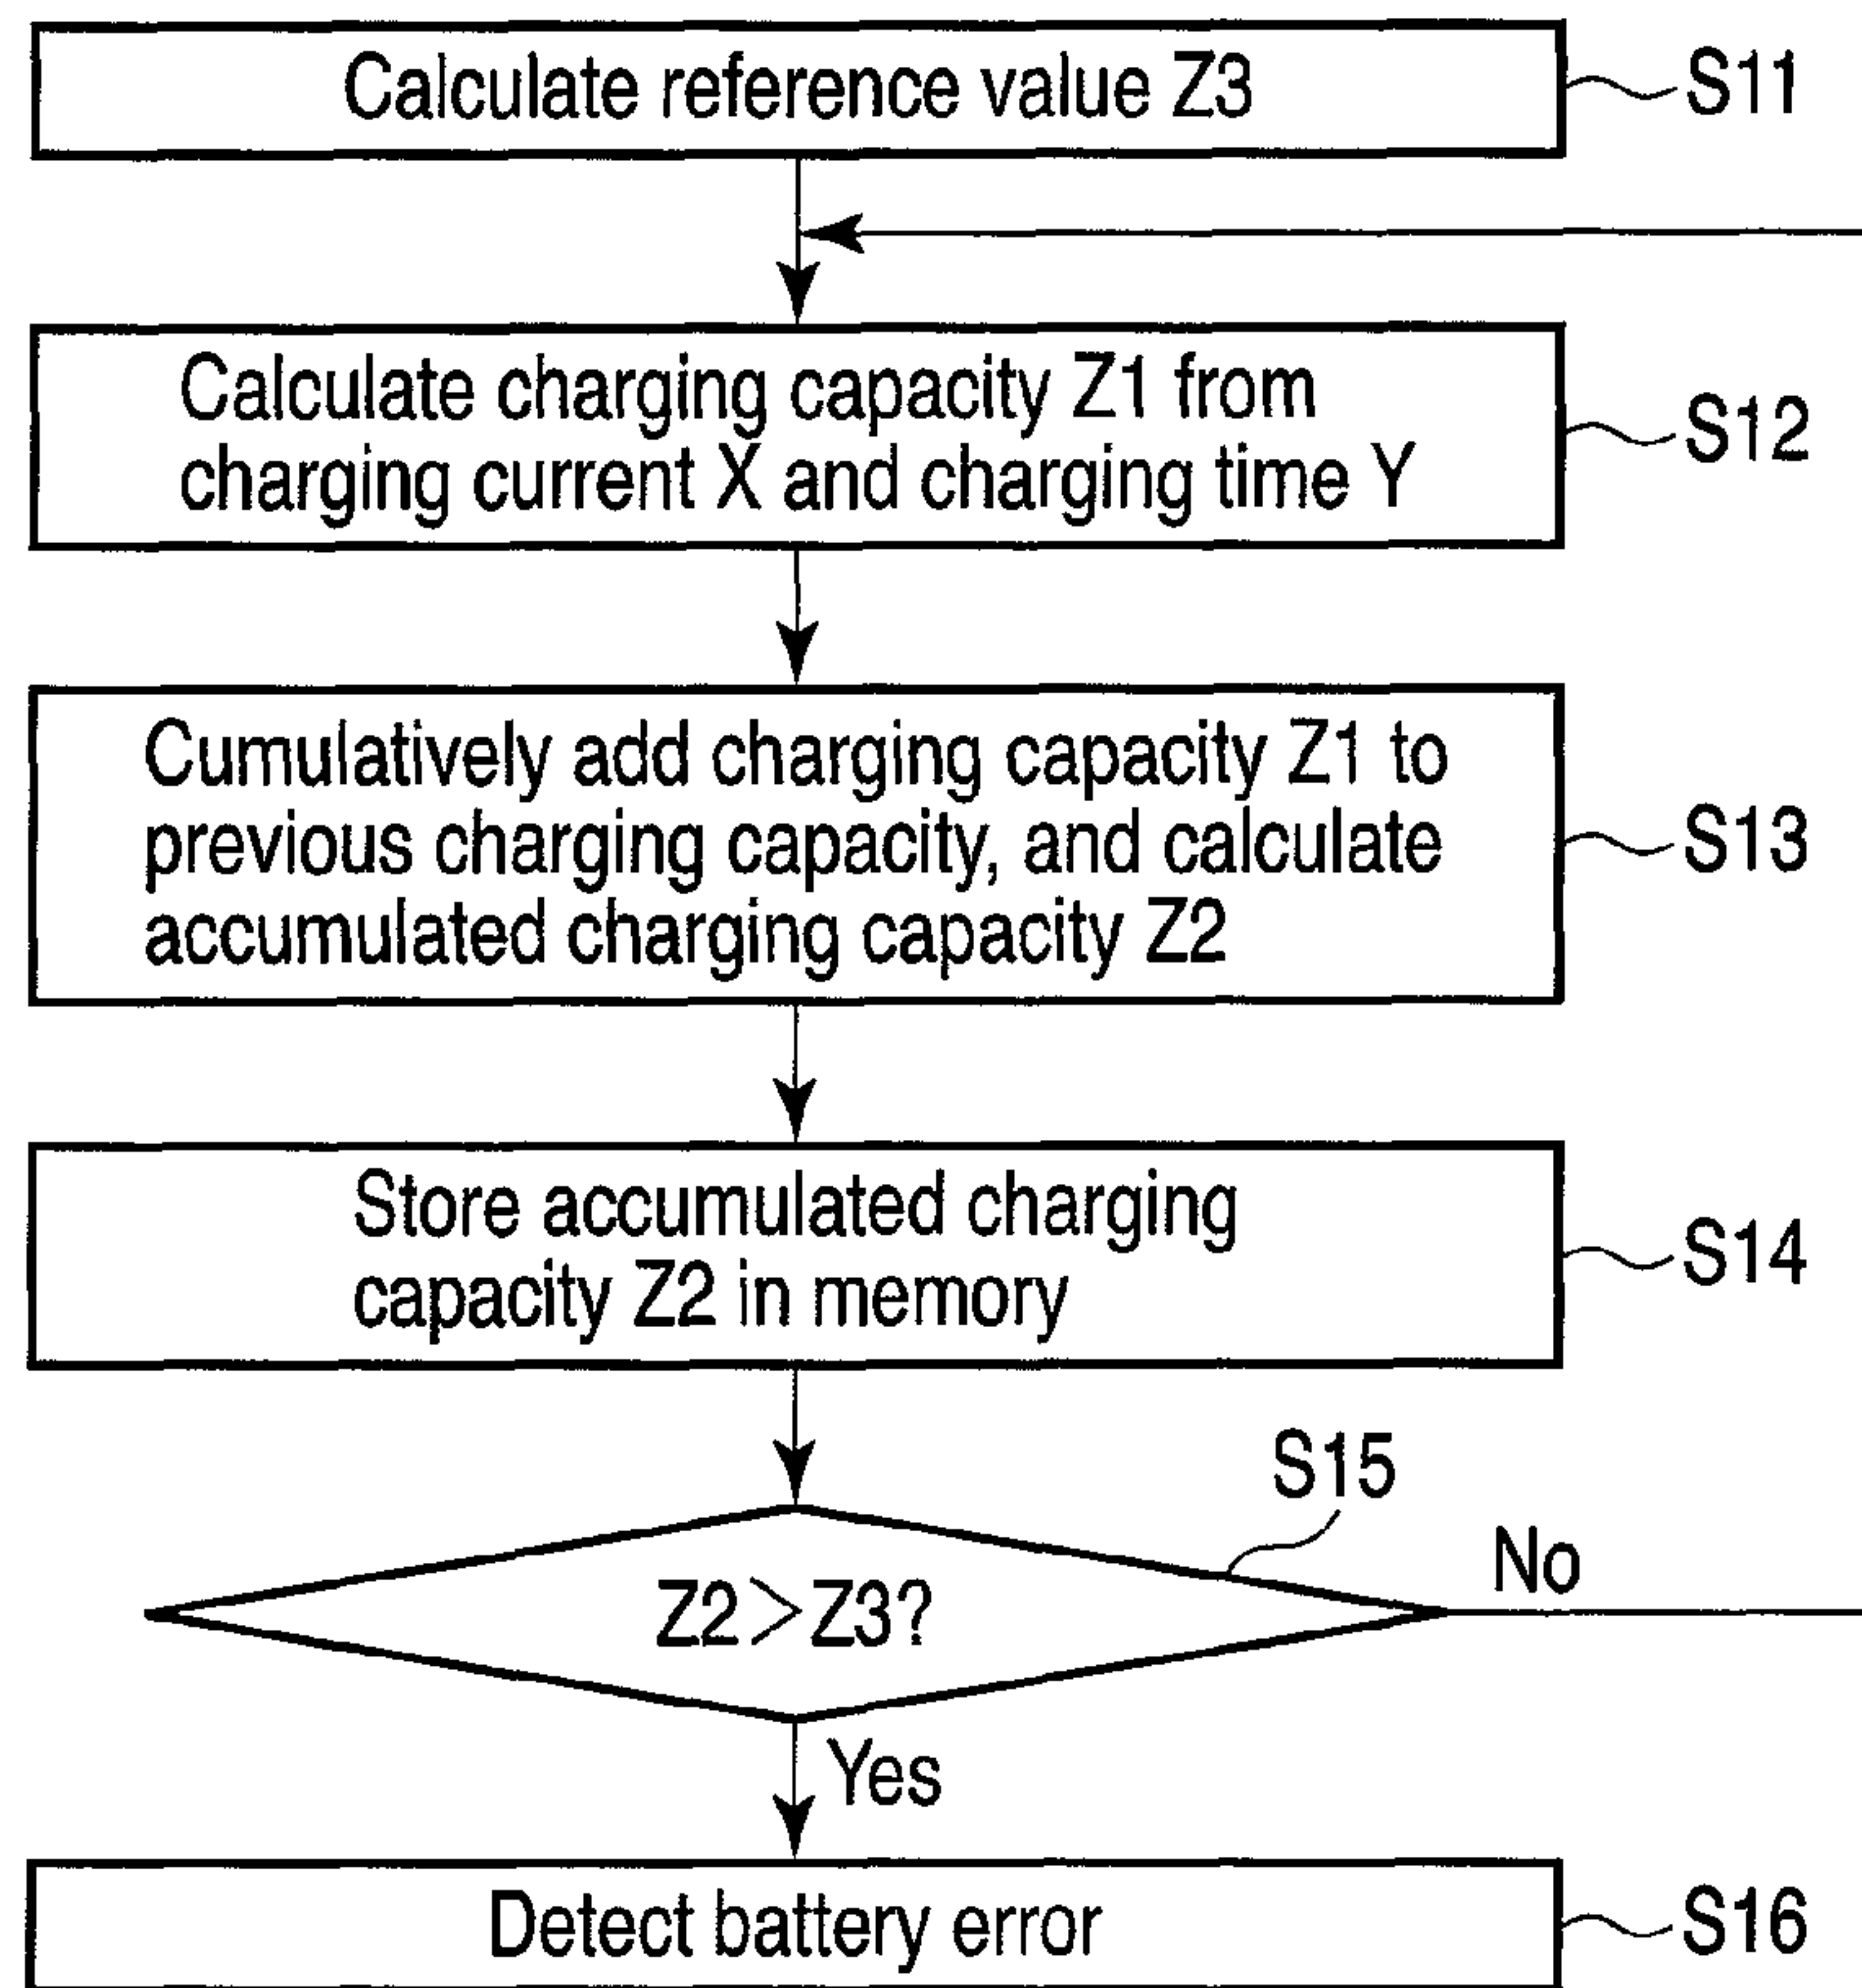 Calculate reference value Z3
S11
Calculate charging capacity Z1 from
charging current X and charging time Y
S12
Cumulatively add charging capacity Z1 to
previous charging capacity, and calculate
accumulated charging capacity Z2
S13
Store accumulated charging
capacity Z2 in memory
S14
S15
Z2>Z3?
No
Yes
Detect battery error
S16